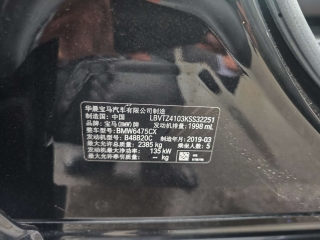 华晨宝马汽车有限公司制造
制造国：中国 LBVTZ4103KSS32251
品牌：宝马(BMW)牌 发动机排量：1998 mL
整车型号：BMW6475CX
发动机型号：B48B20C 制造年月：2019-03
最大允许总质量：2385 kg 乘坐人数：5
发动机最大净功率：135 kW
-- kg